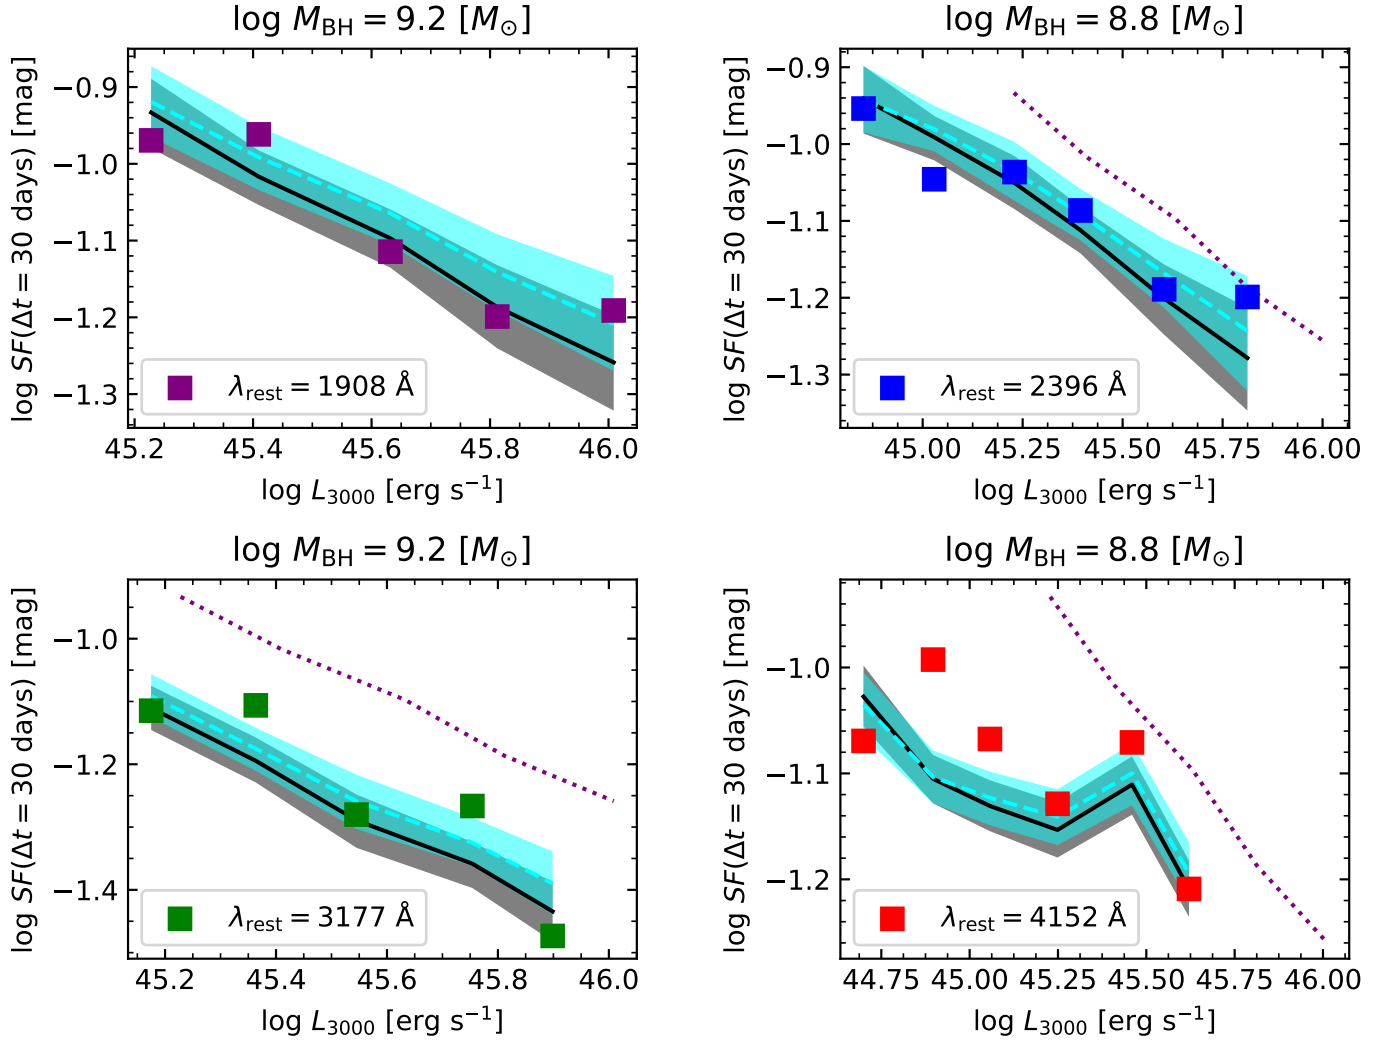 log M_BH = 9.2 [M_⊙]
log SF(Δt = 30 days) [mag]
−0.9
−1.0
−1.1
−1.2
−1.3
λ_rest = 1908 Å
45.2 45.4 45.6 45.8 46.0
log L_3000 [erg s⁻¹]
log M_BH = 8.8 [M_⊙]
log SF(Δt = 30 days) [mag]
−0.9
−1.0
−1.1
−1.2
−1.3
λ_rest = 2396 Å
45.00 45.25 45.50 45.75 46.00
log L_3000 [erg s⁻¹]
log M_BH = 9.2 [M_⊙]
log SF(Δt = 30 days) [mag]
−1.0
−1.2
−1.4
λ_rest = 3177 Å
45.2 45.4 45.6 45.8 46.0
log L_3000 [erg s⁻¹]
log M_BH = 8.8 [M_⊙]
log SF(Δt = 30 days) [mag]
−1.0
−1.1
−1.2
λ_rest = 4152 Å
44.75 45.00 45.25 45.50 45.75 46.00
log L_3000 [erg s⁻¹]